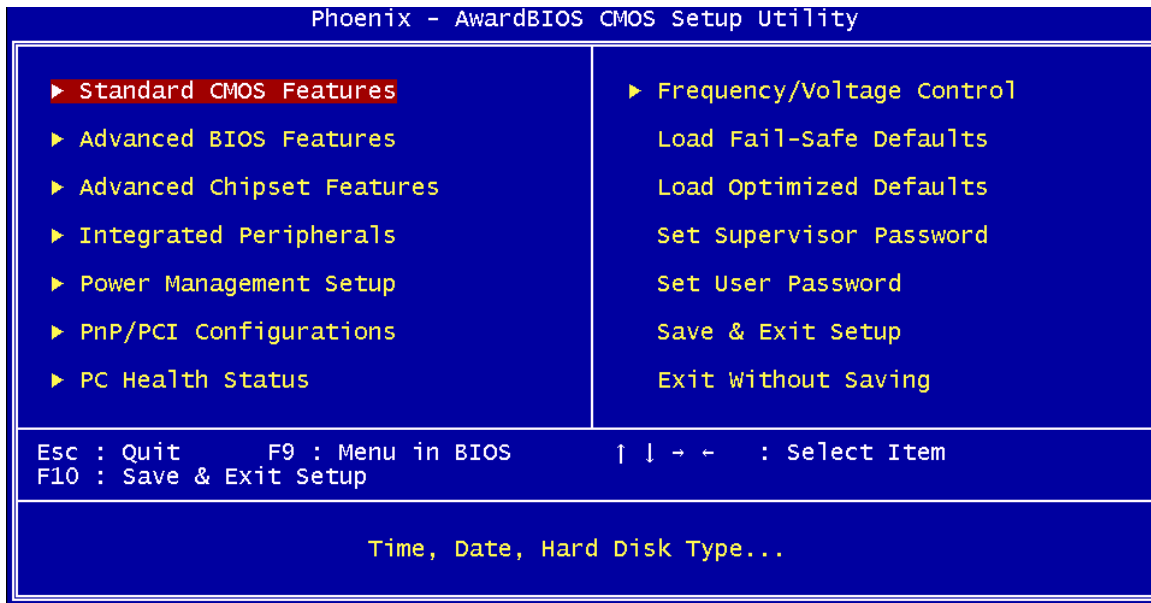 Phoenix - AwardBIOS CMOS Setup Utility
▶ Standard CMOS Features
▶ Advanced BIOS Features
▶ Advanced Chipset Features
▶ Integrated Peripherals
▶ Power Management Setup
▶ PnP/PCI Configurations
▶ PC Health Status
▶ Frequency/Voltage Control
Load Fail-Safe Defaults
Load Optimized Defaults
Set Supervisor Password
Set User Password
Save & Exit Setup
Exit Without Saving
Esc : Quit F9 : Menu in BIOS ↑ ↓ → ← : Select Item
F10 : Save & Exit Setup
Time, Date, Hard Disk Type...